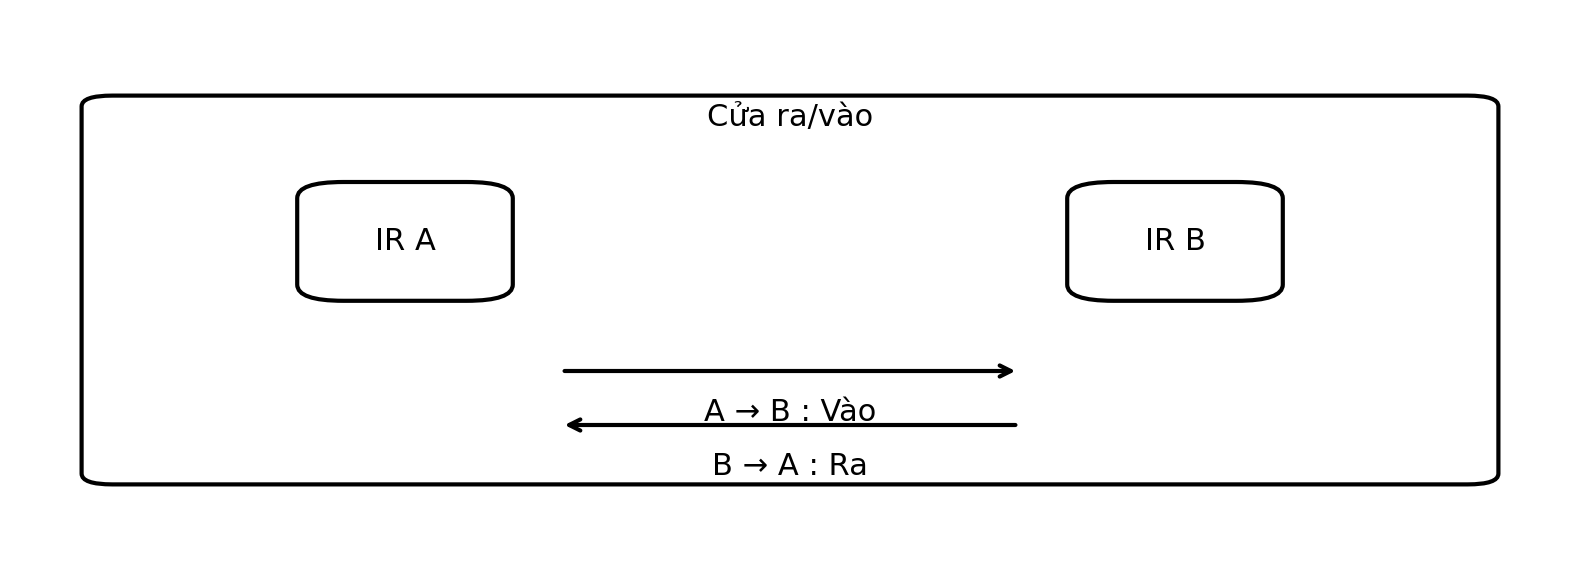 Cửa ra/vào
IR A
IR B
A → B : Vào
B → A : Ra